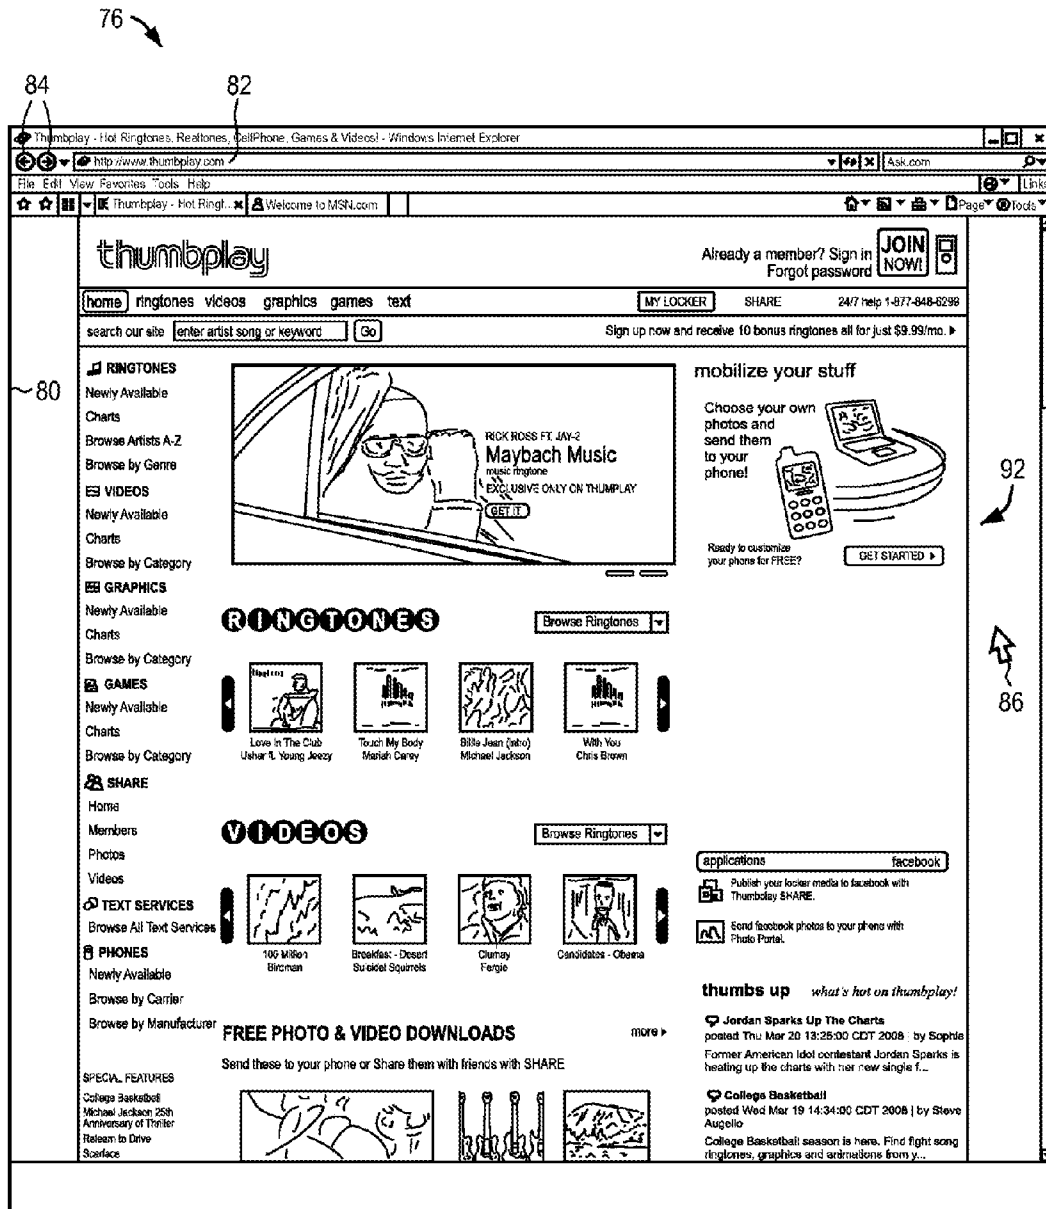 76
84
82
Thumbplay - Hot Ringtones, Realtones, CellPhone, Games & Videos! - Windows Internet Explorer
http://www.thumbplay.com
Ask.com
File Edit View Favorites Tools Help
Links
Thumbplay - Hot Ringt...
Welcome to MSN.com
Page
Tools
thumbplay
Already a member? Sign in
Forgot password
JOIN
NOW!
home ringtones videos graphics games text
MY LOCKER SHARE 24/7 help 1-877-848-6299
search our site enter artist song or keyword Go
Sign up now and receive 10 bonus ringtones all for just $9.99/mo.
80
RINGTONES
Newly Available
Charts
Browse Artists A-Z
Browse by Genre
VIDEOS
Newly Available
Charts
Browse by Category
GRAPHICS
Newly Available
Charts
Browse by Category
GAMES
Newly Available
Charts
Browse by Category
SHARE
Home
Members
Photos
Videos
TEXT SERVICES
Browse All Text Services
PHONES
Newly Available
Browse by Carrier
Browse by Manufacturer
SPECIAL FEATURES
College Basketball
Michael Jackson 25th
Anniversary of Thriller
to Drive
Scarface
RICK ROSS FT. JAY-2
Maybach Music
music ringtone
EXCLUSIVE ONLY ON THUMPLAY
GET IT
mobilize your stuff
Choose your own
photos and
send them
to your
phone!
Ready to customize
your phone for FREE?
GET STARTED
92
86
RINGTONES
Browse Ringtones
Love In The Club
Usher ft. Young Jeezy
Touch My Body
Mariah Carey
Billie Jean (intro)
Michael Jackson
With You
Chris Brown
VIDEOS
Browse Ringtones
100 Million
Birdman
Breakfast - Desert
Suicidal Squirrels
Clumsy
Fergie
Candidates - Obama
applications facebook
Publish your locker media to facebook with
Thumbplay SHARE.
Send facebook photos to your phone with
Photo Portal.
thumbs up what's hot on thumbplay!
Jordan Sparks Up The Charts
posted Thu Mar 20 13:25:00 CDT 2008 | by Sophie
Former American Idol contestant Jordan Sparks is
heating up the charts with her new single f...
College Basketball
posted Wed Mar 19 14:34:00 CDT 2008 | by Steve
Augello
College Basketball season is here. Find fight song
ringtones, graphics and animations from y...
FREE PHOTO & VIDEO DOWNLOADS
more
Send these to your phone or Share them with friends with SHARE